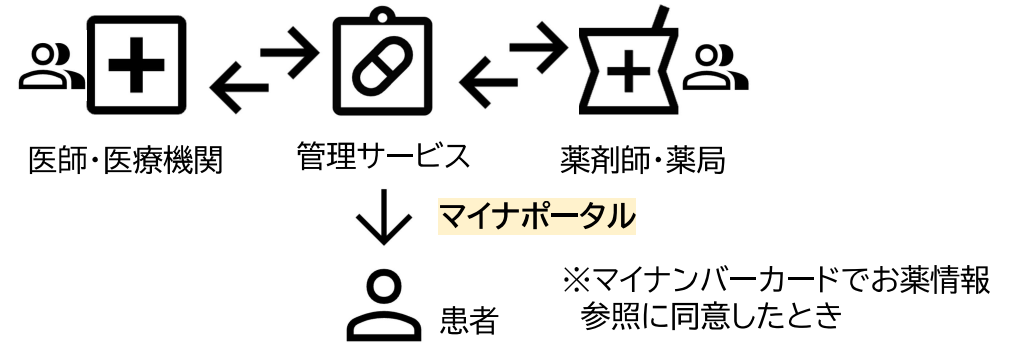 医師・医療機関
管理サービス
薬剤師・薬局
マイナポータル
患者
※マイナンバーカードでお薬情報
参照に同意したとき